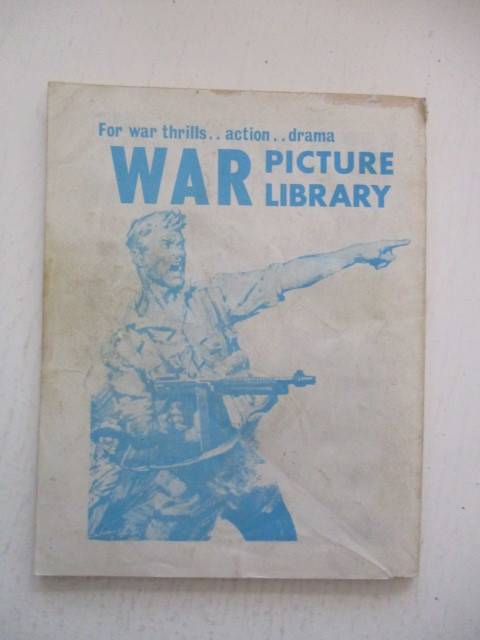 For war thrills.. action.. drama
WAR PICTURE
LIBRARY